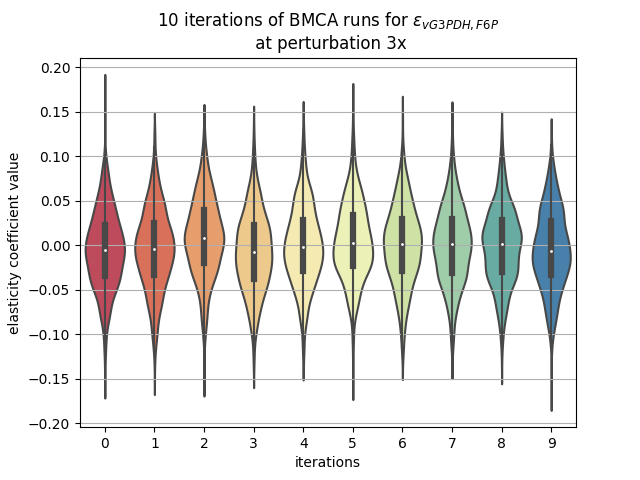 10 iterations of BMCA runs for ε_{vG3PDH,F6P}
at perturbation 3x
0.20
0.15
0.10
0.05
0.00
−0.05
−0.10
−0.15
−0.20
elasticity coefficient value
0 1 2 3 4 5 6 7 8 9
iterations